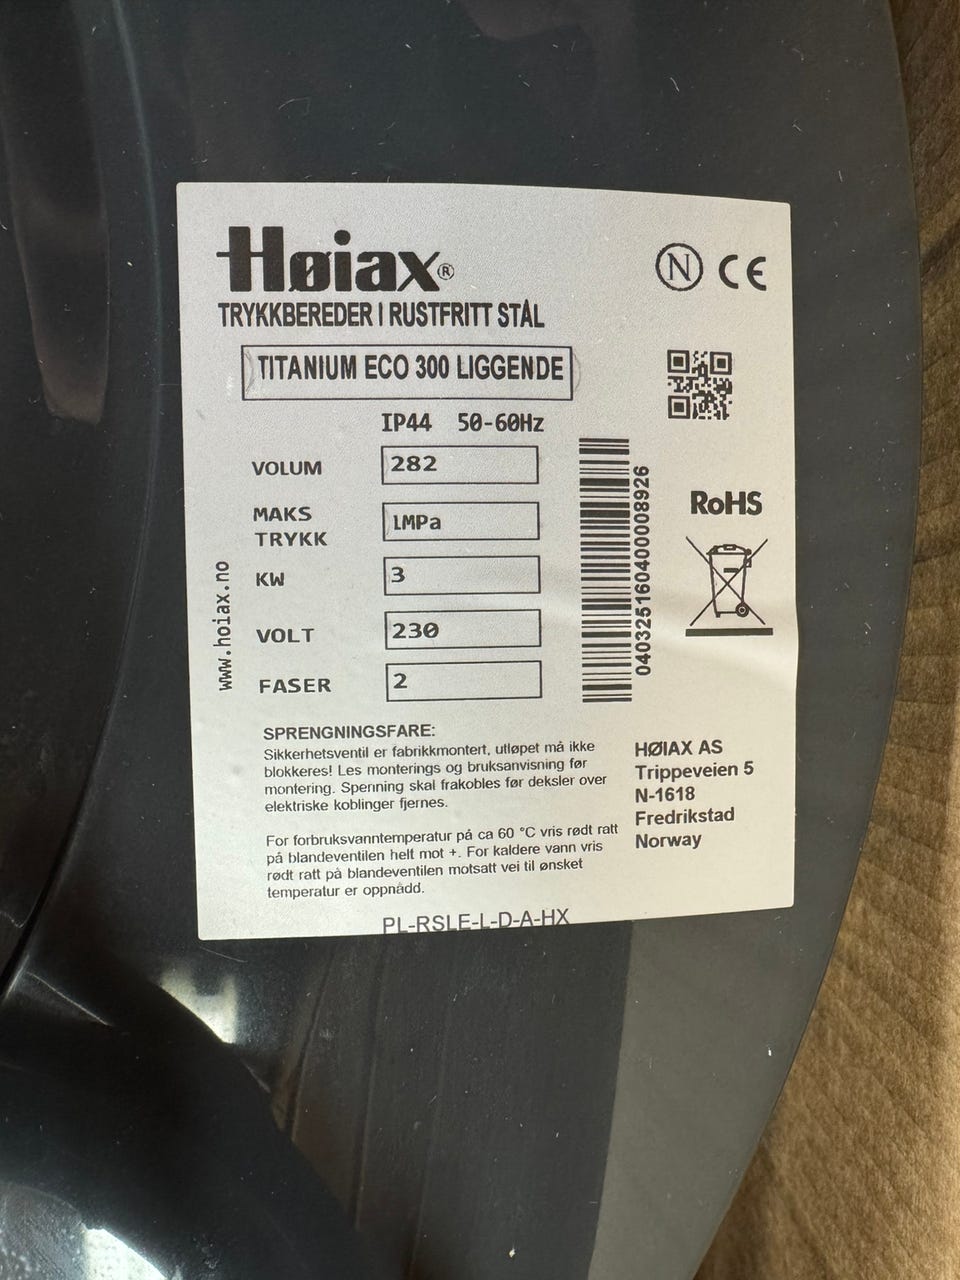 Høiax®
N CE
TRYKKBEREDER I RUSTFRITT STÅL
TITANIUM ECO 300 LIGGENDE
IP44 50-60Hz
VOLUM 282
MAKS TRYKK 1MPa
KW 3
VOLT 230
FASER 2
www.hoiax.no
0403251604000008926
RoHS
SPRENGNINGSFARE:
Sikkerhetsventil er fabrikkmontert, utløpet må ikke
blokkeres! Les monterings og bruksanvisning før
montering. Spenning skal frakobles før deksler over
elektriske koblinger fjernes.
For forbruksvanntemperatur på ca 60 °C vris rødt ratt
på blandeventilen helt mot +. For kaldere vann vris
rødt ratt på blandeventilen motsatt vei til ønsket
temperatur er oppnådd.
HØIAX AS
Trippeveien 5
N-1618
Fredrikstad
Norway
PL-RSLE-L-D-A-HX